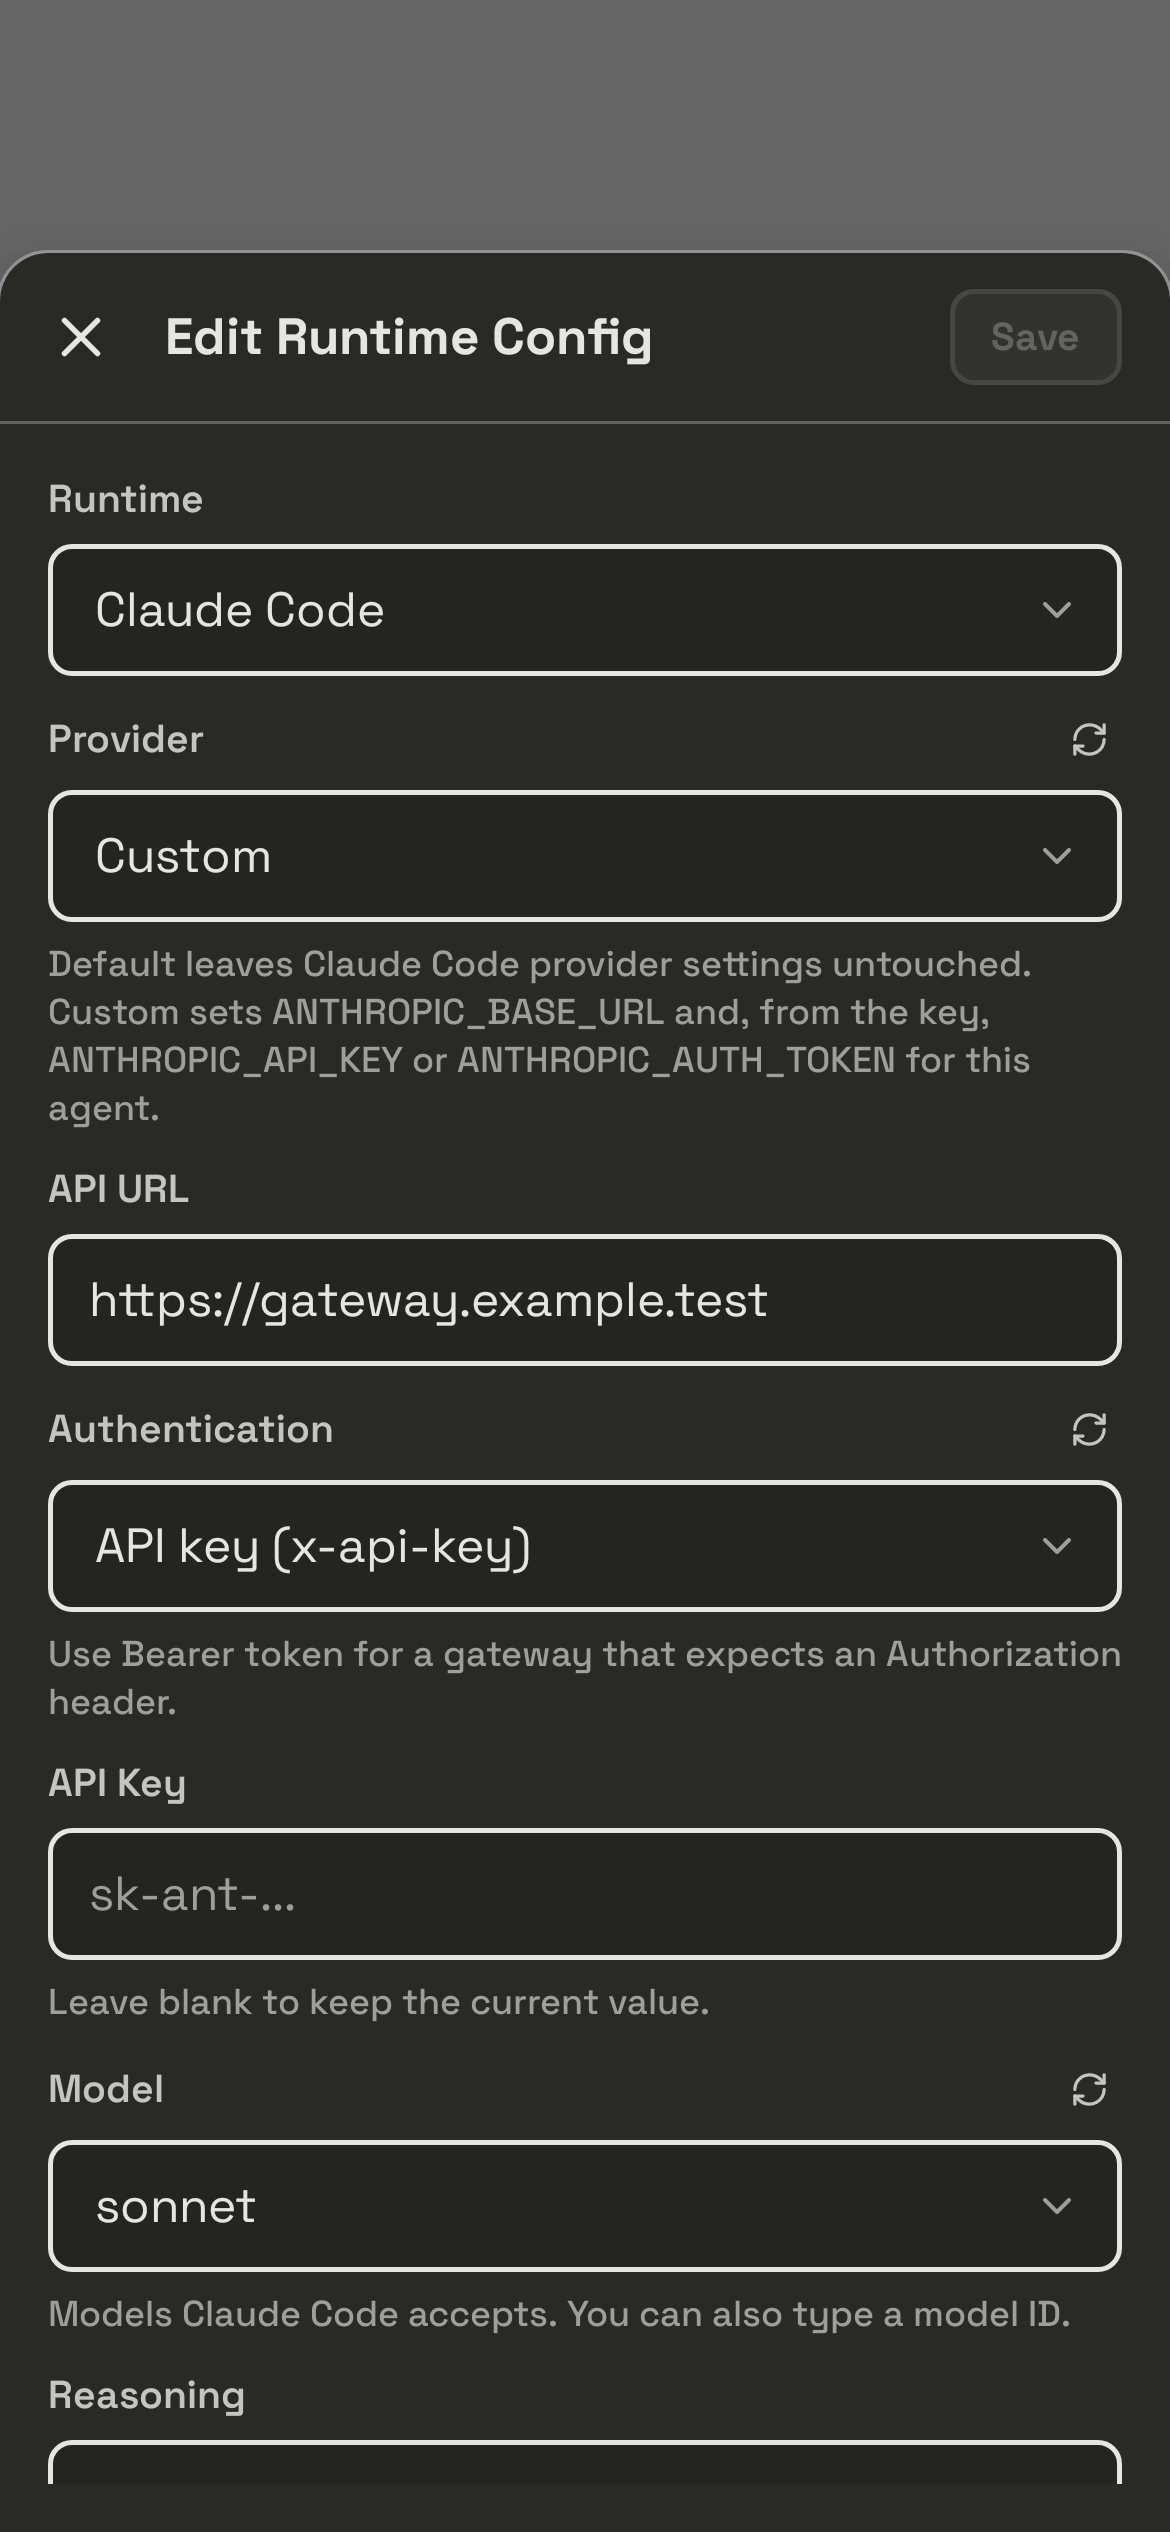 Edit Runtime Config
Save
Runtime
Claude Code
Provider
Custom
Default leaves Claude Code provider settings untouched.
Custom sets ANTHROPIC_BASE_URL and, from the key,
ANTHROPIC_API_KEY or ANTHROPIC_AUTH_TOKEN for this
agent.
API URL
https://gateway.example.test
Authentication
API key (x-api-key)
Use Bearer token for a gateway that expects an Authorization
header.
API Key
sk-ant-...
Leave blank to keep the current value.
Model
sonnet
Models Claude Code accepts. You can also type a model ID.
Reasoning